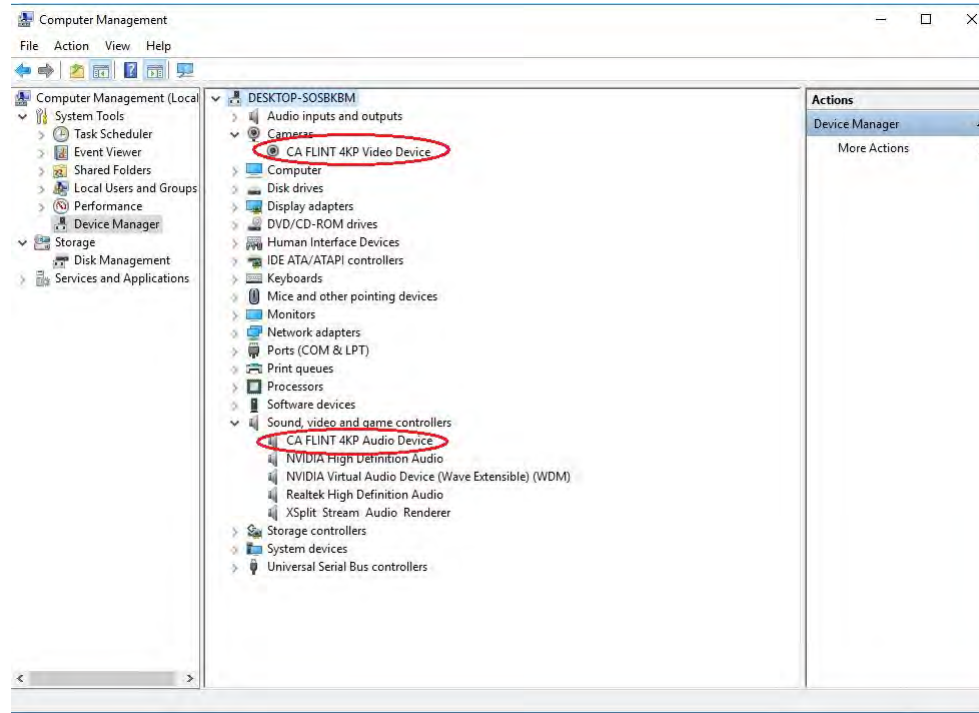 Computer Management
File Action View Help
Computer Management (Local
System Tools
Task Scheduler
Event Viewer
Shared Folders
Local Users and Groups
Performance
Device Manager
Storage
Disk Management
Services and Applications
DESKTOP-SOSBKBM
Audio inputs and outputs
Cameras
CA FLINT 4KP Video Device
Computer
Disk drives
Display adapters
DVD/CD-ROM drives
Human Interface Devices
IDE ATA/ATAPI controllers
Keyboards
Mice and other pointing devices
Monitors
Network adapters
Ports (COM & LPT)
Print queues
Processors
Software devices
Sound, video and game controllers
CA FLINT 4KP Audio Device
NVIDIA High Definition Audio
NVIDIA Virtual Audio Device (Wave Extensible) (WDM)
Realtek High Definition Audio
XSplit Stream Audio Renderer
Storage controllers
System devices
Universal Serial Bus controllers
Actions
Device Manager
More Actions